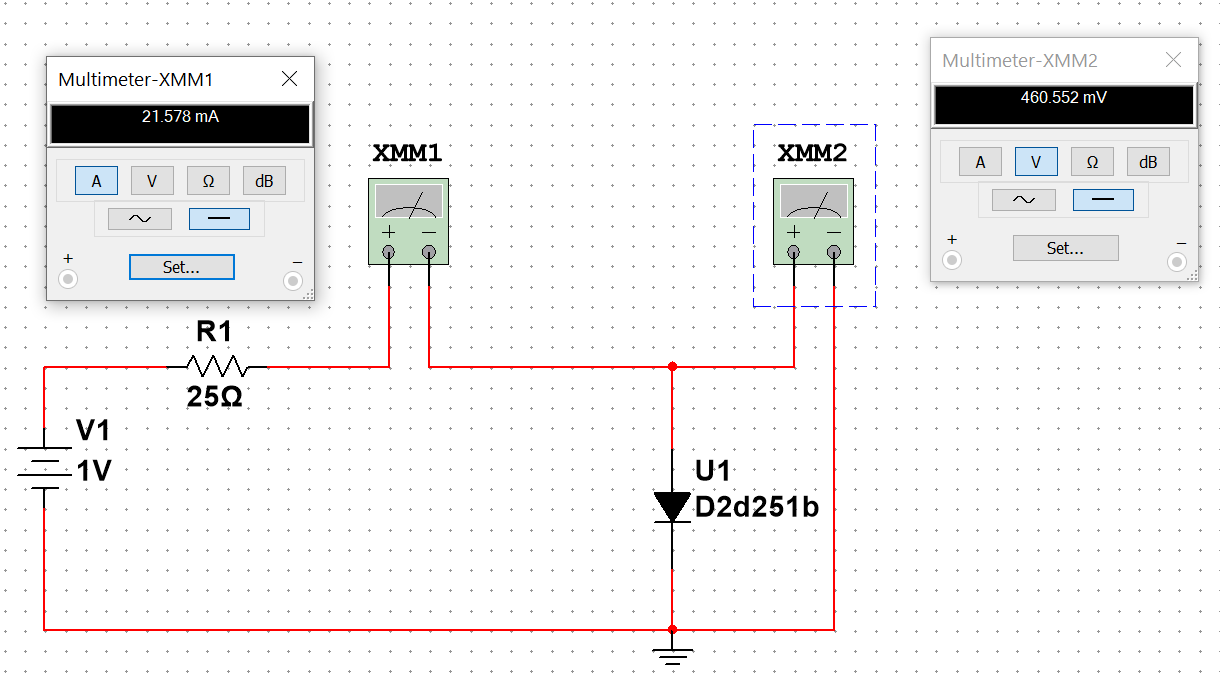 Multimeter-XMM1
21.578 mA
A V Ω dB
Set...
+ −
Multimeter-XMM2
460.552 mV
A V Ω dB
Set...
+ −
XMM1
+ −
XMM2
+ −
R1
25Ω
V1
1V
U1
D2d251b